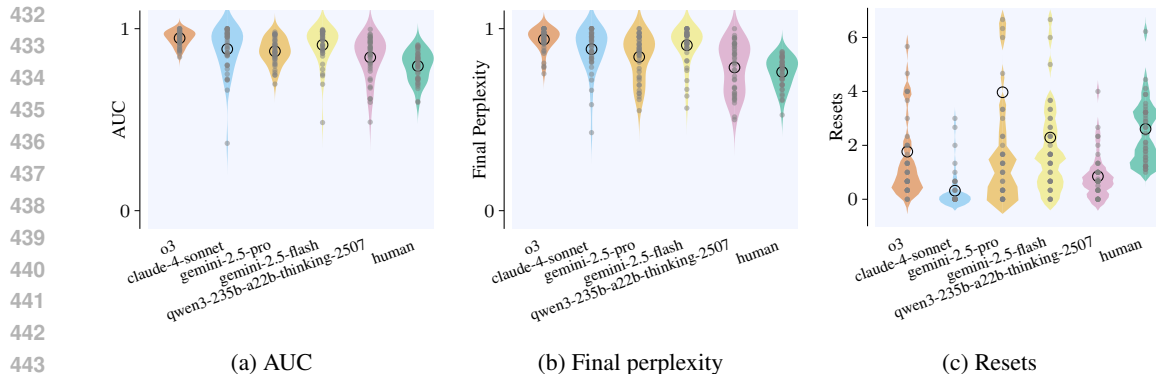 432
433
434
435
436
437
438
439
440
441
442
443
1
0
AUC
o3
claude-4-sonnet
gemini-2.5-pro
gemini-2.5-flash
qwen3-235b-a22b-thinking-2507
human
(a) AUC
1
0
Final Perplexity
o3
claude-4-sonnet
gemini-2.5-pro
gemini-2.5-flash
qwen3-235b-a22b-thinking-2507
human
(b) Final perplexity
6
4
2
0
Resets
o3
claude-4-sonnet
gemini-2.5-pro
gemini-2.5-flash
qwen3-235b-a22b-thinking-2507
human
(c) Resets